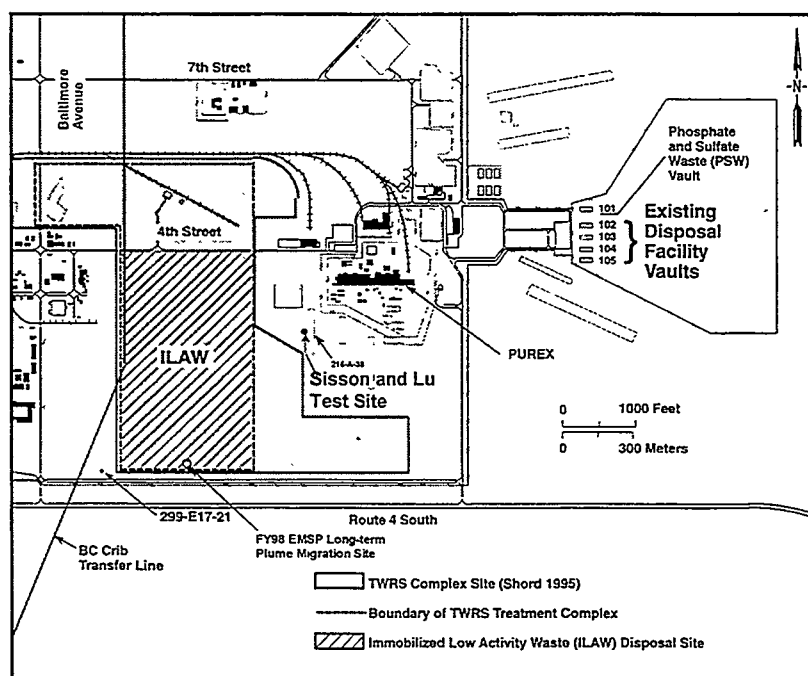 7th Street
Baltimore
Avenue
N
Phosphate
and Sulfate
Waste (PSW)
Vault
101
102
103
104
105
Existing
Disposal
Facility
Vaults
4th Street
ILAW
216-A-38
Sisson and Lu
Test Site
PUREX
0 1000 Feet
0 300 Meters
299-E17-21
Route 4 South
FY98 EMSP Long-term
Plume Migration Site
BC Crib
Transfer Line
TWRS Complex Site (Shord 1995)
Boundary of TWRS Treatment Complex
Immobilized Low Activity Waste (ILAW) Disposal Site